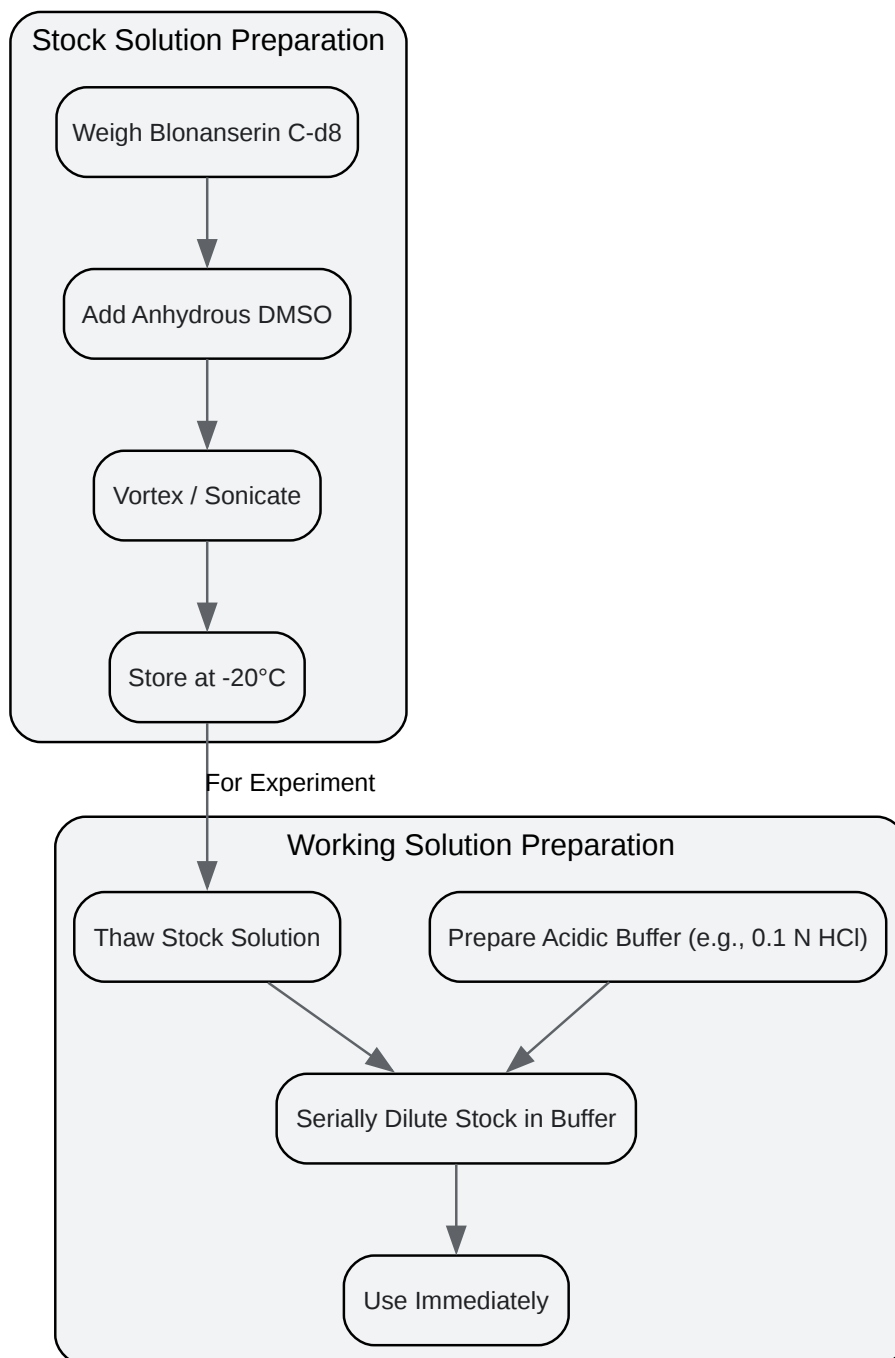 Stock Solution Preparation
Weigh Blonanserin C-d8
Add Anhydrous DMSO
Vortex / Sonicate
Store at -20°C
For Experiment
Working Solution Preparation
Thaw Stock Solution
Prepare Acidic Buffer (e.g., 0.1 N HCl)
Serially Dilute Stock in Buffer
Use Immediately